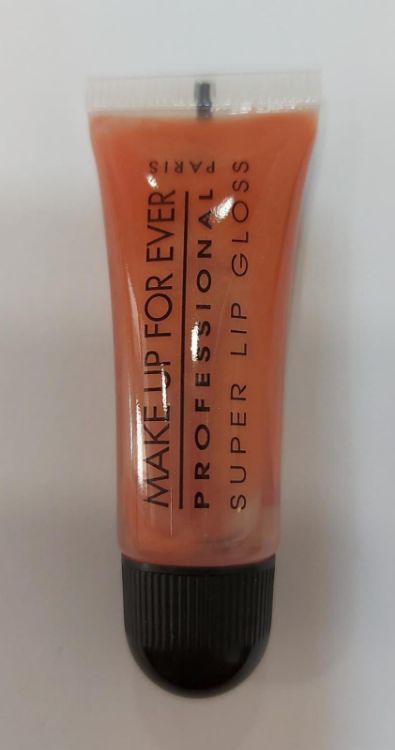 MAKE UP FOR EVER
PROFESSIONAL
PARIS
SUPER LIP GLOSS